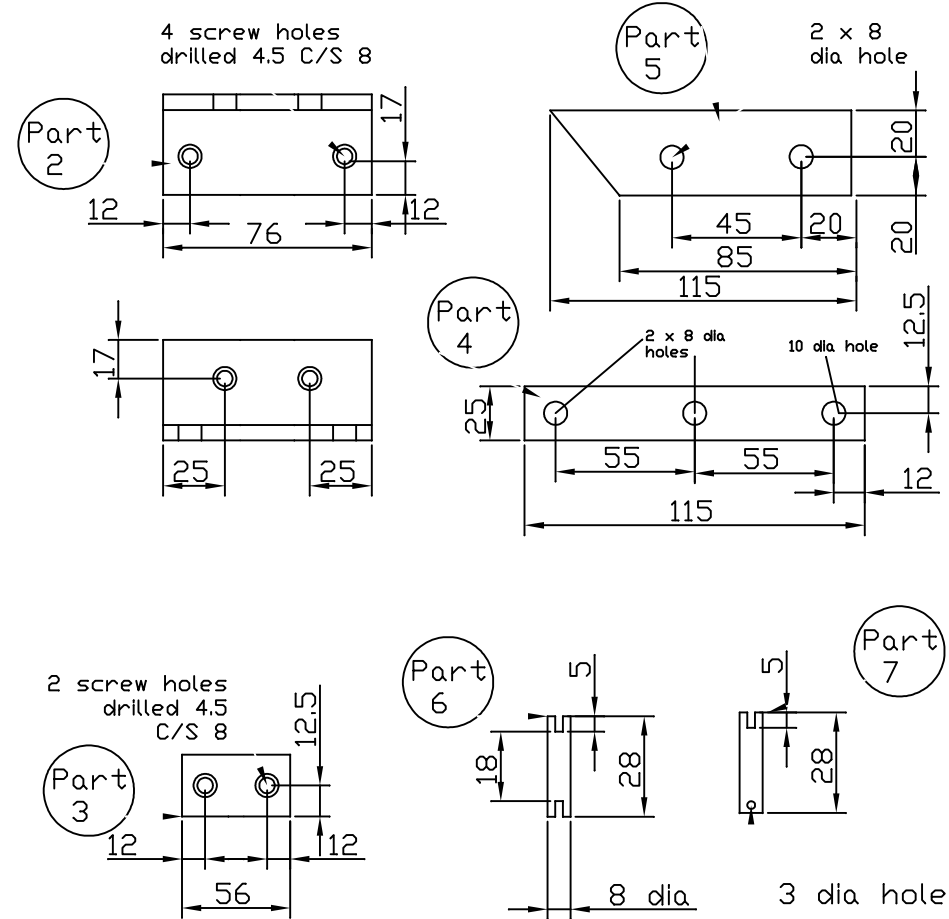 4 screw holes
drilled 4.5 C/S 8
Part
2
17
12
76
12
17
25
25
Part
5
2 x 8
dia hole
20
20
45
20
85
115
Part
4
2 x 8 dia
holes
10 dia hole
12.5
25
55
55
12
115
2 screw holes
drilled 4.5
C/S 8
12.5
Part
3
12
12
56
Part
6
5
18
28
8 dia
Part
7
5
28
3 dia hole